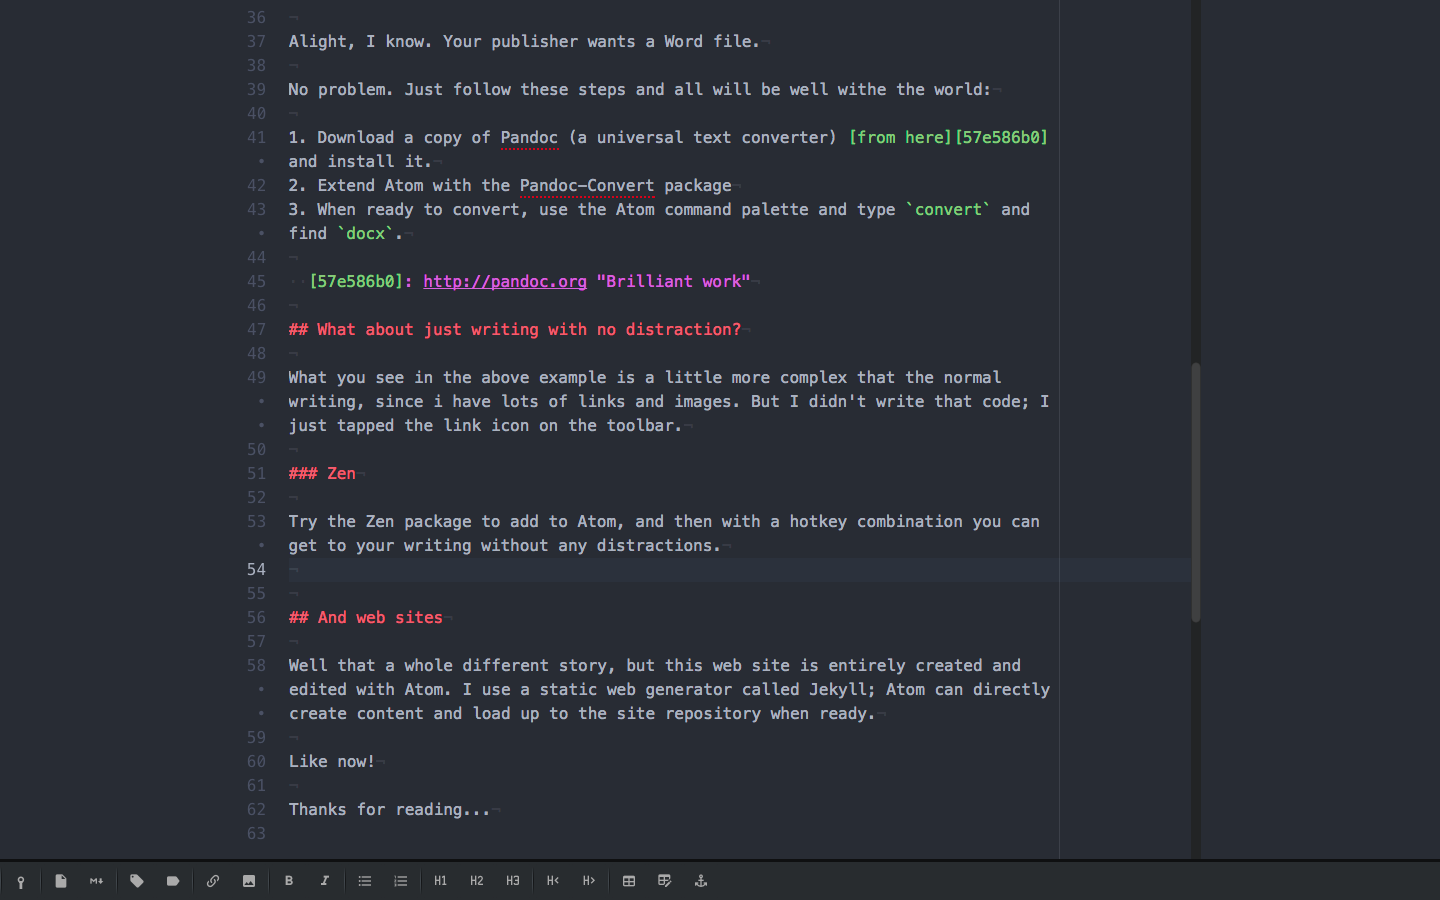 36
37 Alight, I know. Your publisher wants a Word file.¬
38
39 No problem. Just follow these steps and all will be well withe the world:¬
40
41 1. Download a copy of Pandoc (a universal text converter) [from here][57e586b0]
• and install it.¬
42 2. Extend Atom with the Pandoc-Convert package¬
43 3. When ready to convert, use the Atom command palette and type `convert` and
• find `docx`.¬
44 ¬
45 [57e586b0]: http://pandoc.org "Brilliant work"¬
46 ¬
47 ## What about just writing with no distraction?¬
48 ¬
49 What you see in the above example is a little more complex that the normal
• writing, since i have lots of links and images. But I didn't write that code; I
• just tapped the link icon on the toolbar.¬
50 ¬
51 ### Zen¬
52 ¬
53 Try the Zen package to add to Atom, and then with a hotkey combination you can
• get to your writing without any distractions.¬
54 ¬
55 ¬
56 ## And web sites¬
57 ¬
58 Well that a whole different story, but this web site is entirely created and
• edited with Atom. I use a static web generator called Jekyll; Atom can directly
• create content and load up to the site repository when ready.¬
59 ¬
60 Like now!¬
61 ¬
62 Thanks for reading...¬
63
M↓ B I H1 H2 H3 H< H>